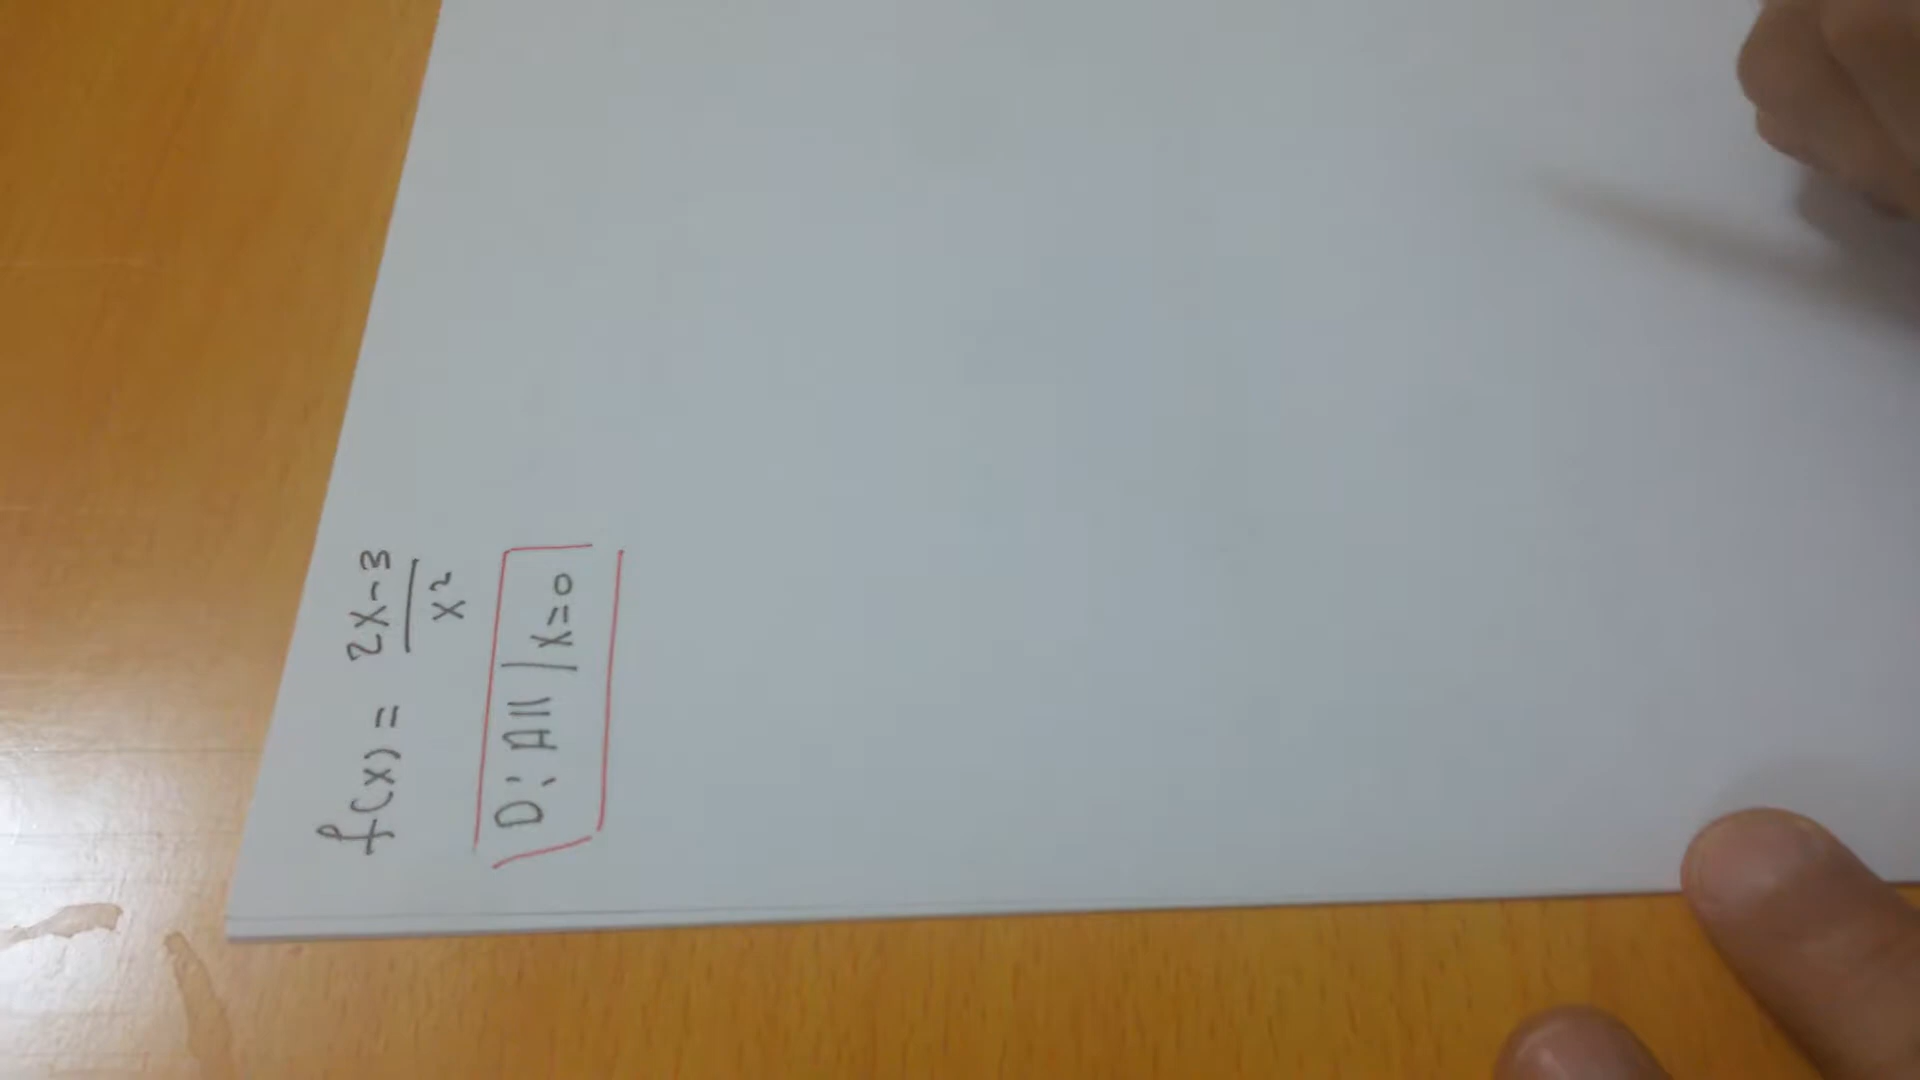 f(x) = 2x-3
x²
D: All / x=0